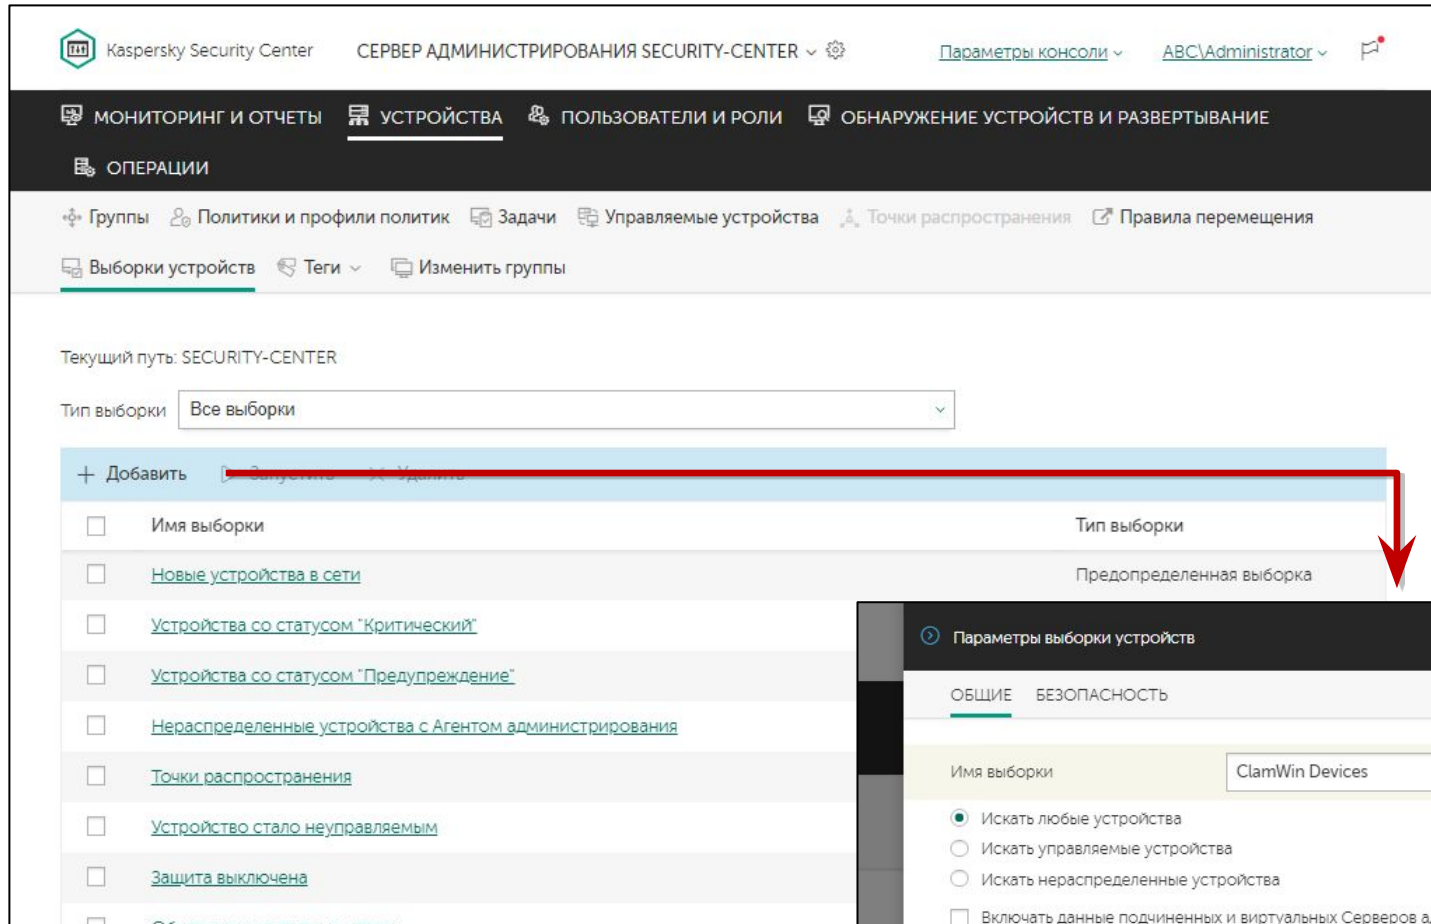 Kaspersky Security Center СЕРВЕР АДМИНИСТРИРОВАНИЯ SECURITY-CENTER Параметры консоли ABC\Administrator
МОНИТОРИНГ И ОТЧЕТЫ УСТРОЙСТВА ПОЛЬЗОВАТЕЛИ И РОЛИ ОБНАРУЖЕНИЕ УСТРОЙСТВ И РАЗВЕРТЫВАНИЕ
ОПЕРАЦИИ
Группы Политики и профили политик Задачи Управляемые устройства Точки распространения Правила перемещения
Выборки устройств Теги Изменить группы
Текущий путь: SECURITY-CENTER
Тип выборки Все выборки
Добавить Запустить Удалить
Имя выборки Тип выборки
Новые устройства в сети Предопределенная выборка
Устройства со статусом "Критический"
Устройства со статусом "Предупреждение"
Нераспределенные устройства с Агентом администрирования
Точки распространения
Устройство стало неуправляемым
Защита выключена
Параметры выборки устройств
ОБЩИЕ БЕЗОПАСНОСТЬ
Имя выборки ClamWin Devices
Искать любые устройства
Искать управляемые устройства
Искать нераспределенные устройства
Включать данные подчиненных и виртуальных Серверов